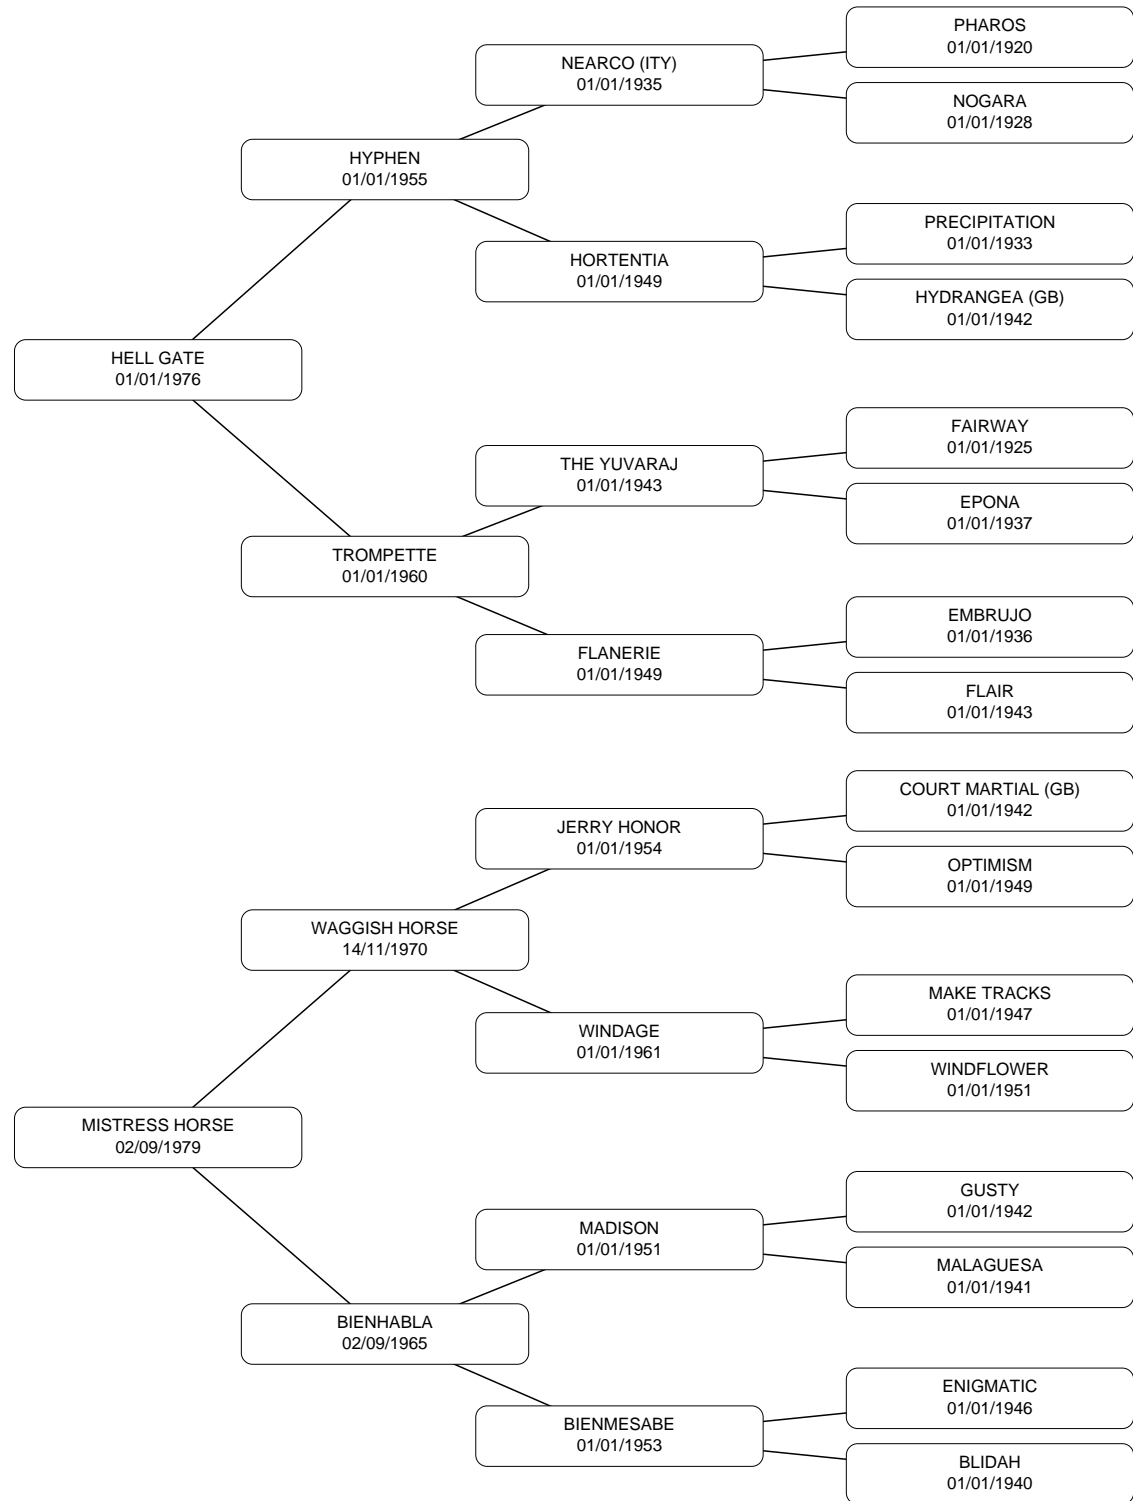 PHAROS
01/01/1920
NEARCO (ITY)
01/01/1935
NOGARA
01/01/1928
HYPHEN
01/01/1955
PRECIPITATION
01/01/1933
HORTENTIA
01/01/1949
HYDRANGEA (GB)
01/01/1942
HELL GATE
01/01/1976
FAIRWAY
01/01/1925
THE YUVARAJ
01/01/1943
EPONA
01/01/1937
TROMPETTE
01/01/1960
EMBRUJO
01/01/1936
FLANERIE
01/01/1949
FLAIR
01/01/1943
COURT MARTIAL (GB)
01/01/1942
JERRY HONOR
01/01/1954
OPTIMISM
01/01/1949
WAGGISH HORSE
14/11/1970
MAKE TRACKS
01/01/1947
WINDAGE
01/01/1961
WINDFLOWER
01/01/1951
MISTRESS HORSE
02/09/1979
GUSTY
01/01/1942
MADISON
01/01/1951
MALAGUESA
01/01/1941
BIENHABLA
02/09/1965
ENIGMATIC
01/01/1946
BIENMESABE
01/01/1953
BLIDAH
01/01/1940